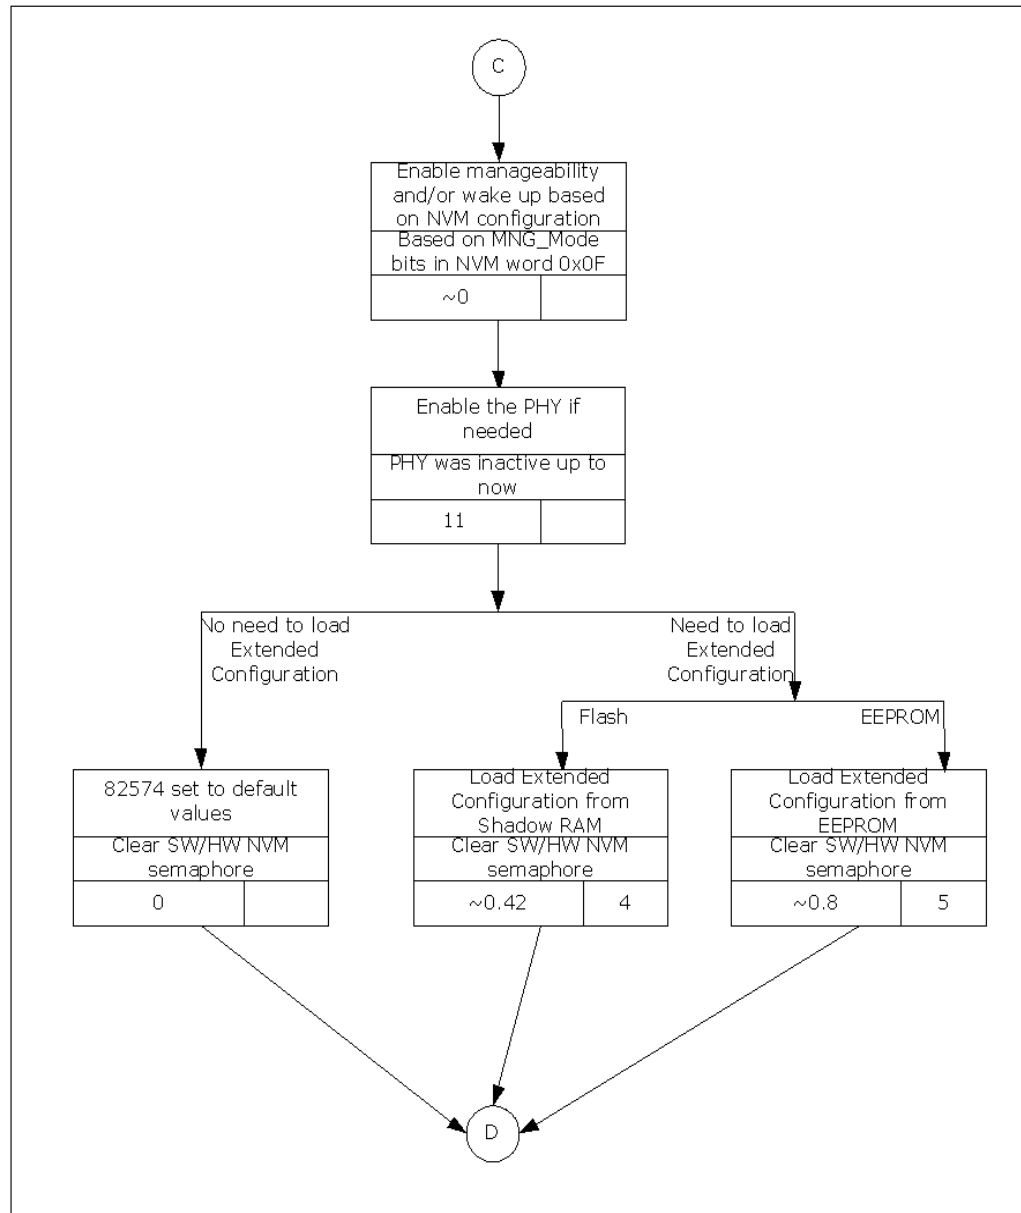 C
Enable manageability
and/or wake up based
on NVM configuration
Based on MNG_Mode
bits in NVM word 0x0F
~0
Enable the PHY if
needed
PHY was inactive up to
now
11
No need to load
Extended
Configuration
Need to load
Extended
Configuration
Flash
EEPROM
82574 set to default
values
Clear SW/HW NVM
semaphore
0
Load Extended
Configuration from
Shadow RAM
Clear SW/HW NVM
semaphore
~0.42
4
Load Extended
Configuration from
EEPROM
Clear SW/HW NVM
semaphore
~0.8
5
D